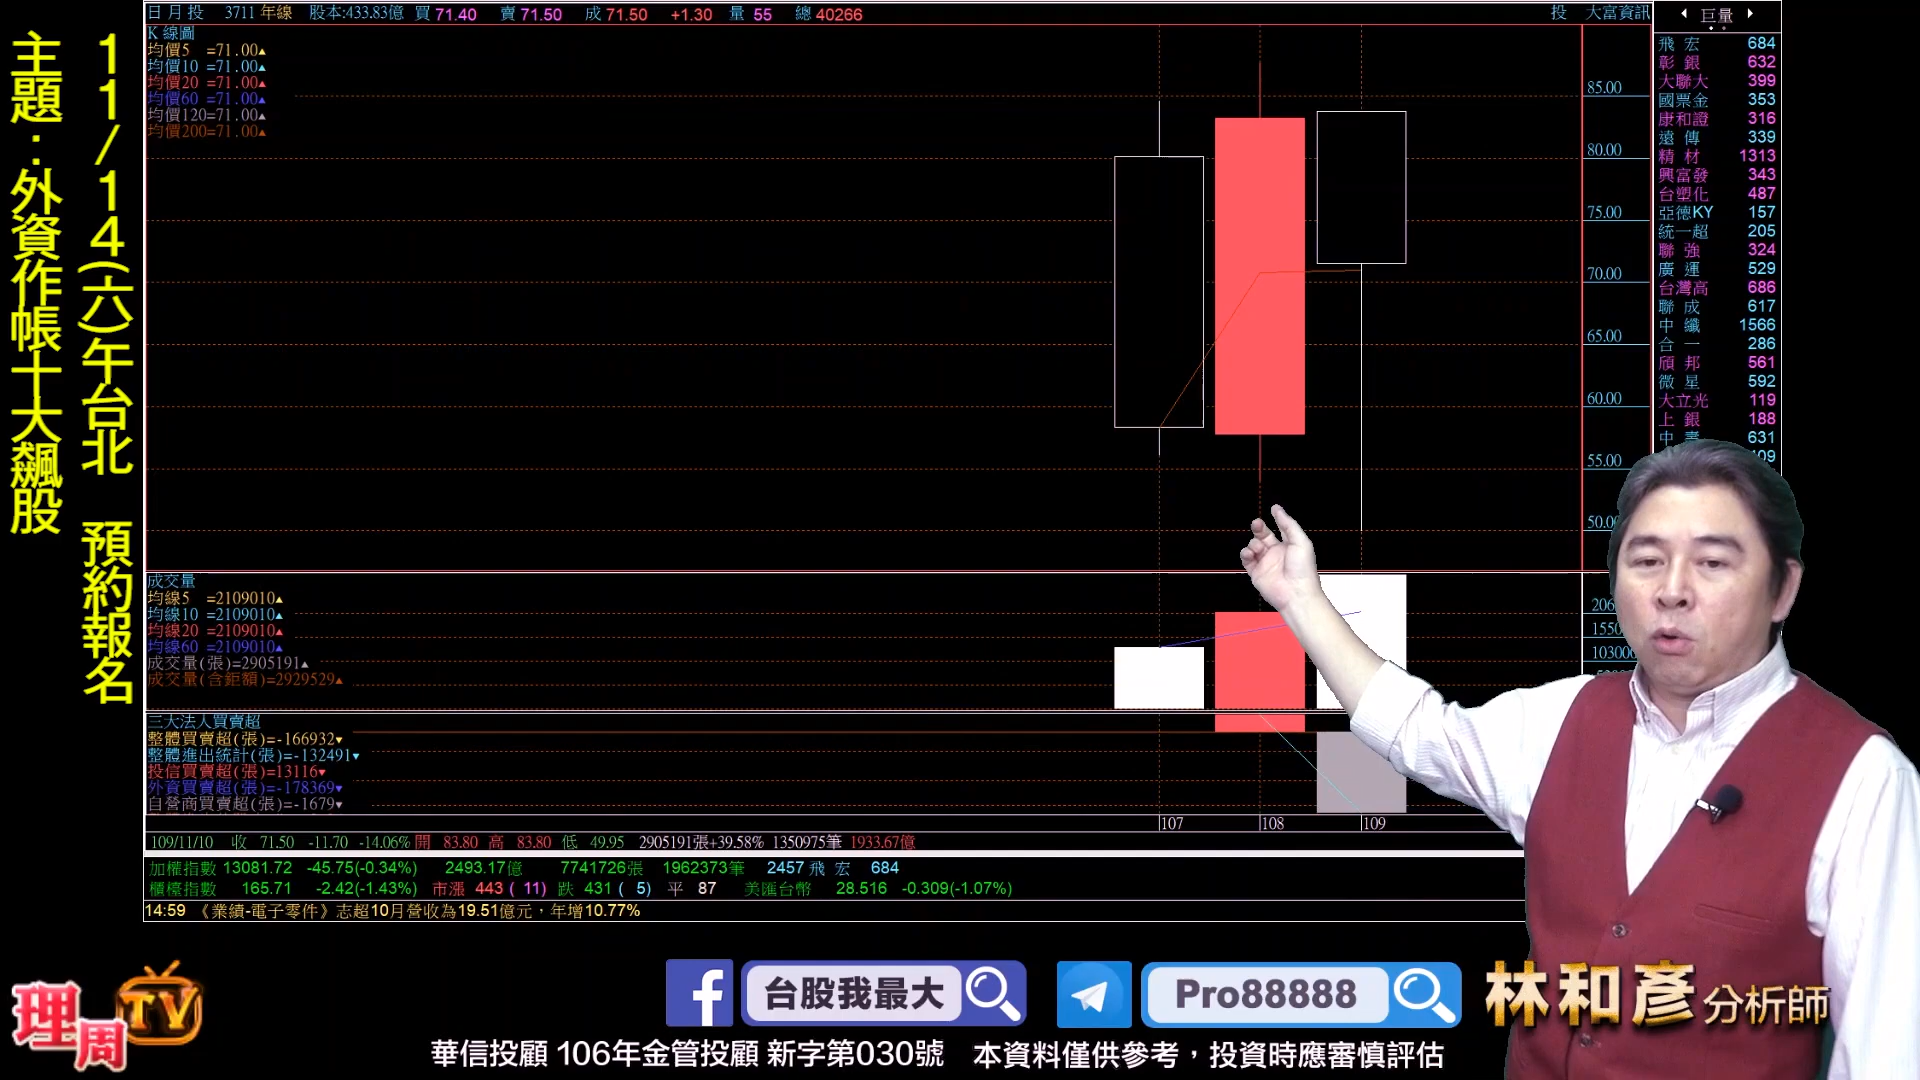 11/14(六)午台北 預約報名
主題：外資作帳十大飆股
日月投 3711 年線 股本:433.83億 買 71.40 賣 71.50 成 71.50 +1.30 量 55 總 40266 投 大富資訊
K 線圖
均價5 =71.00▲
均價10 =71.00▲
均價20 =71.00▲
均價60 =71.00▲
均價120=71.00▲
均價200=71.00▲
85.00
80.00
75.00
70.00
65.00
60.00
55.00
50.0
成交量
均線5 =2109010▲
均線10 =2109010▲
均線20 =2109010▲
均線60 =2109010▲
成交量(張)=2905191▲
成交量(含鉅額)=2929529▲
206
1550
103000
三大法人買賣超
整體買賣超(張)=-166932▼
整體進出統計(張)=-132491▼
投信買賣超(張)=13116▼
外資買賣超(張)=-178369▼
自營商買賣超(張)=-1679▼
107 108 109
109/11/10 收 71.50 -11.70 -14.06% 開 83.80 高 83.80 低 49.95 2905191張+39.58% 1350975筆 1933.67億
加權指數 13081.72 -45.75(-0.34%) 2493.17億 7741726張 1962373筆 2457 飛宏 684
櫃檯指數 165.71 -2.42(-1.43%) 市漲 443 ( 11) 跌 431 ( 5) 平 87 美匯台幣 28.516 -0.309(-1.07%)
14:59 《業績-電子零件》志超10月營收為19.51億元，年增10.77%
巨量
飛宏 684
彰銀 632
大聯大 399
國票金 353
康和證 316
遠傳 339
精材 1313
興富發 343
台塑化 487
亞德KY 157
統一超 205
聯強 324
廣運 529
台灣高 686
聯成 617
中纖 1566
合一 286
頎邦 561
微星 592
大立光 119
上銀 188
中壽 631
409
理周TV
f 台股我最大
Pro88888
林和彥分析師
華信投顧 106年金管投顧 新字第030號 本資料僅供參考，投資時應審慎評估